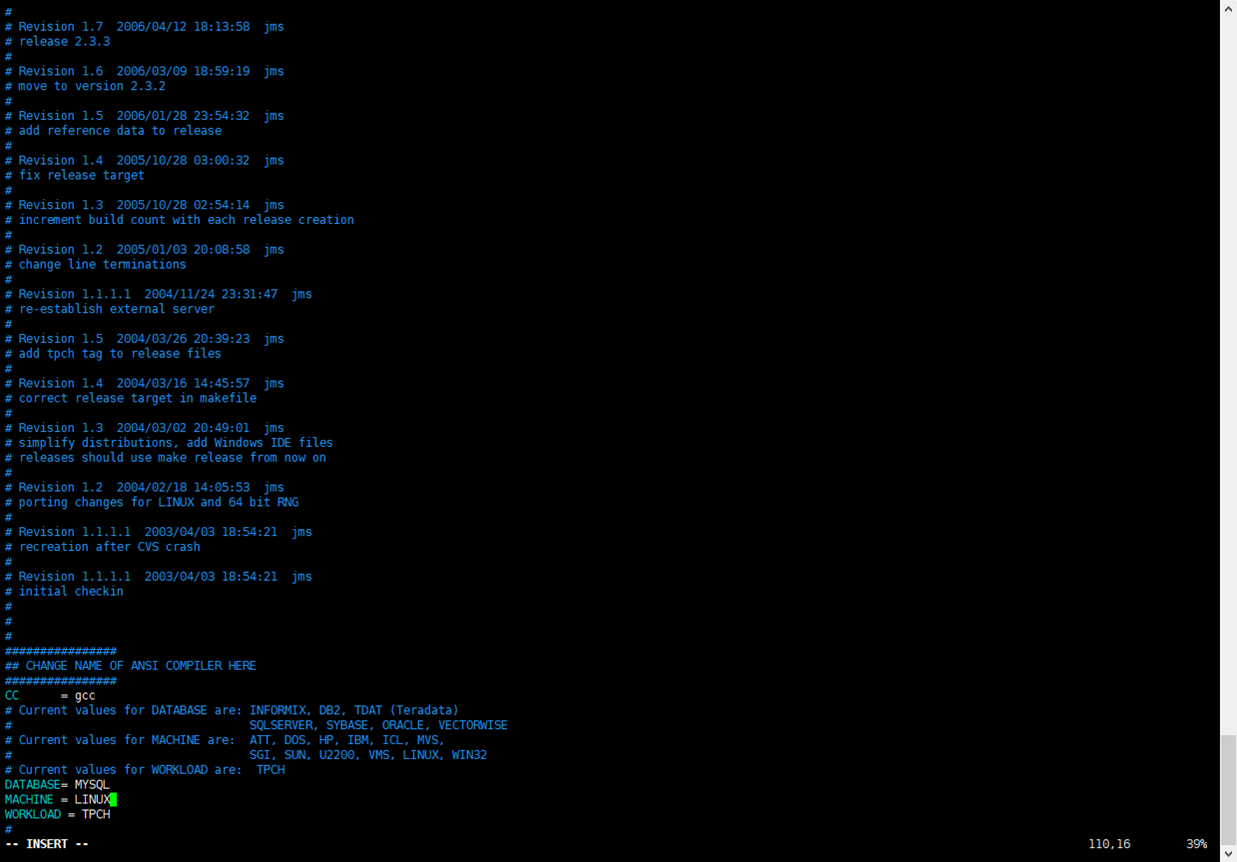 #
# Revision 1.7  2006/04/12 18:13:58  jms
# release 2.3.3
#
# Revision 1.6  2006/03/09 18:59:19  jms
# move to version 2.3.2
#
# Revision 1.5  2006/01/28 23:54:32  jms
# add reference data to release
#
# Revision 1.4  2005/10/28 03:00:32  jms
# fix release target
#
# Revision 1.3  2005/10/28 02:54:14  jms
# increment build count with each release creation
#
# Revision 1.2  2005/01/03 20:08:58  jms
# change line terminations
#
# Revision 1.1.1.1  2004/11/24 23:31:47  jms
# re-establish external server
#
# Revision 1.5  2004/03/26 20:39:23  jms
# add tpch tag to release files
#
# Revision 1.4  2004/03/16 14:45:57  jms
# correct release target in makefile
#
# Revision 1.3  2004/03/02 20:49:01  jms
# simplify distributions, add Windows IDE files
# releases should use make release from now on
#
# Revision 1.2  2004/02/18 14:05:53  jms
# porting changes for LINUX and 64 bit RNG
#
# Revision 1.1.1.1  2003/04/03 18:54:21  jms
# recreation after CVS crash
#
# Revision 1.1.1.1  2003/04/03 18:54:21  jms
# initial checkin
#
#
#
################
## CHANGE NAME OF ANSI COMPILER HERE
################
CC      = gcc
# Current values for DATABASE are: INFORMIX, DB2, TDAT (Teradata)
#                                  SQLSERVER, SYBASE, ORACLE, VECTORWISE
# Current values for MACHINE are:  ATT, DOS, HP, IBM, ICL, MVS,
#                                  SGI, SUN, U2200, VMS, LINUX, WIN32
# Current values for WORKLOAD are:  TPCH
DATABASE= MYSQL
MACHINE = LINUX
WORKLOAD = TPCH
#
-- INSERT --                                        110,16        39%